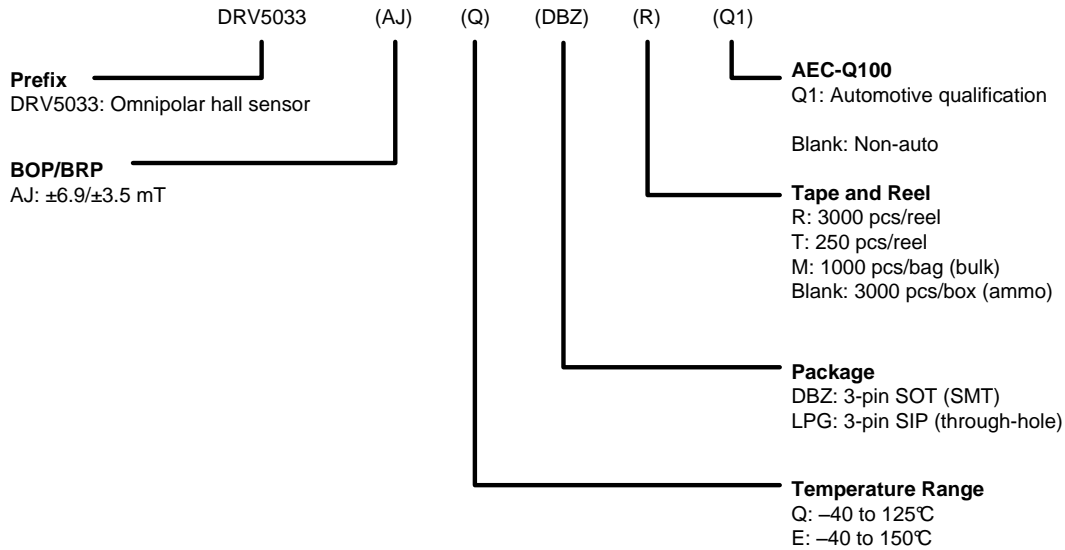 DRV5033 (AJ) (Q) (DBZ) (R) (Q1)
Prefix
DRV5033: Omnipolar hall sensor
BOP/BRP
AJ: ±6.9/±3.5 mT
AEC-Q100
Q1: Automotive qualification
Blank: Non-auto
Tape and Reel
R: 3000 pcs/reel
T: 250 pcs/reel
M: 1000 pcs/bag (bulk)
Blank: 3000 pcs/box (ammo)
Package
DBZ: 3-pin SOT (SMT)
LPG: 3-pin SIP (through-hole)
Temperature Range
Q: –40 to 125℃
E: –40 to 150℃